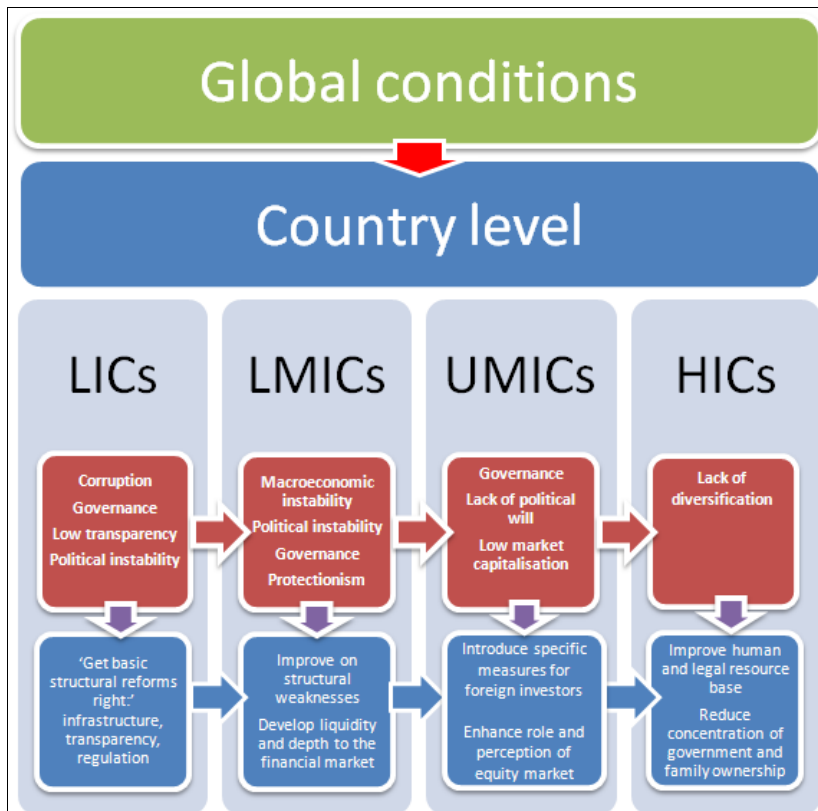 Global conditions
Country level
LICs
LMICs
UMICs
HICs
Corruption
Governance
Low transparency
Political instability
Macroeconomic
instability
Political instability
Governance
Protectionism
Governance
Lack of political
will
Low market
capitalisation
Lack of
diversification
‘Get basic
structural reforms
right:’
infrastructure,
transparency,
regulation
Improve on
structural
weaknesses
Develop liquidity
and depth to the
financial market
Introduce specific
measures for
foreign investors
Enhance role and
perception of
equity market
Improve human
and legal resource
base
Reduce
concentration of
government and
family ownership